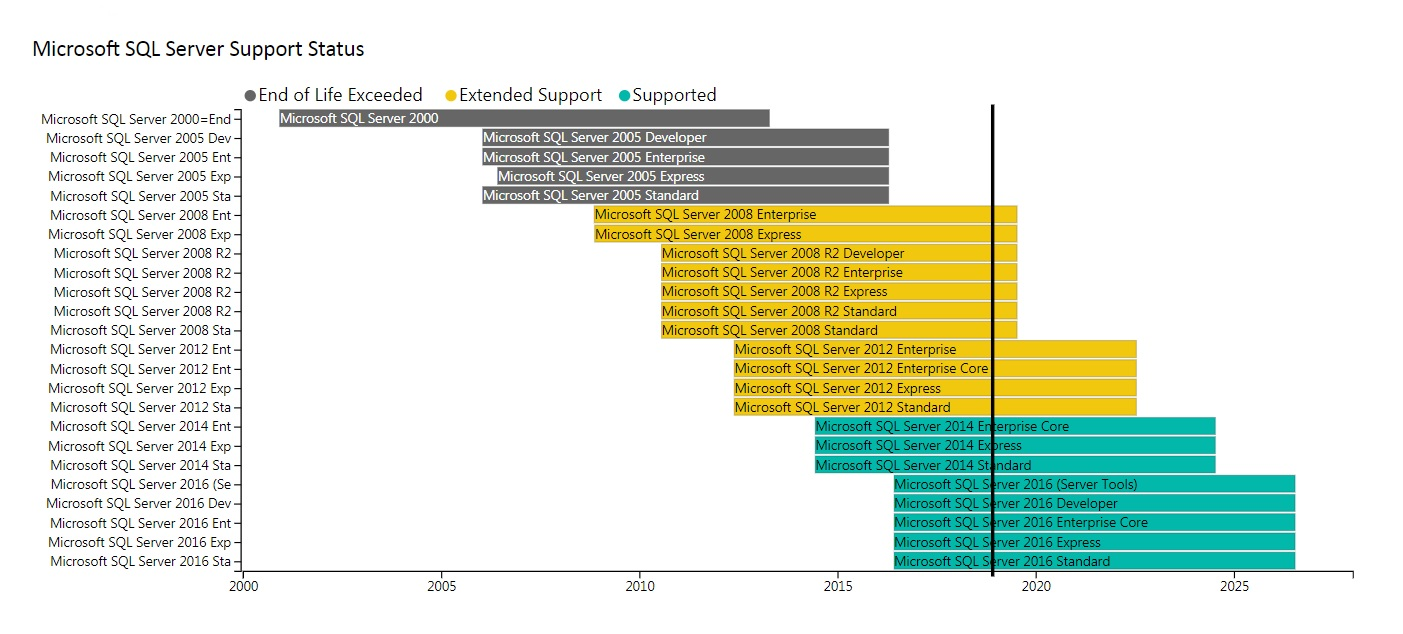 Microsoft SQL Server Support Status
End of Life Exceeded Extended Support Supported
Microsoft SQL Server 2000=End Microsoft SQL Server 2000
Microsoft SQL Server 2005 Dev Microsoft SQL Server 2005 Developer
Microsoft SQL Server 2005 Ent Microsoft SQL Server 2005 Enterprise
Microsoft SQL Server 2005 Exp Microsoft SQL Server 2005 Express
Microsoft SQL Server 2005 Sta Microsoft SQL Server 2005 Standard
Microsoft SQL Server 2008 Ent Microsoft SQL Server 2008 Enterprise
Microsoft SQL Server 2008 Exp Microsoft SQL Server 2008 Express
Microsoft SQL Server 2008 R2 Microsoft SQL Server 2008 R2 Developer
Microsoft SQL Server 2008 R2 Microsoft SQL Server 2008 R2 Enterprise
Microsoft SQL Server 2008 R2 Microsoft SQL Server 2008 R2 Express
Microsoft SQL Server 2008 R2 Microsoft SQL Server 2008 R2 Standard
Microsoft SQL Server 2008 Sta Microsoft SQL Server 2008 Standard
Microsoft SQL Server 2012 Ent Microsoft SQL Server 2012 Enterprise
Microsoft SQL Server 2012 Ent Microsoft SQL Server 2012 Enterprise Core
Microsoft SQL Server 2012 Exp Microsoft SQL Server 2012 Express
Microsoft SQL Server 2012 Sta Microsoft SQL Server 2012 Standard
Microsoft SQL Server 2014 Ent Microsoft SQL Server 2014 Enterprise Core
Microsoft SQL Server 2014 Exp Microsoft SQL Server 2014 Express
Microsoft SQL Server 2014 Sta Microsoft SQL Server 2014 Standard
Microsoft SQL Server 2016 (Se Microsoft SQL Server 2016 (Server Tools)
Microsoft SQL Server 2016 Dev Microsoft SQL Server 2016 Developer
Microsoft SQL Server 2016 Ent Microsoft SQL Server 2016 Enterprise Core
Microsoft SQL Server 2016 Exp Microsoft SQL Server 2016 Express
Microsoft SQL Server 2016 Sta Microsoft SQL Server 2016 Standard
2000 2005 2010 2015 2020 2025